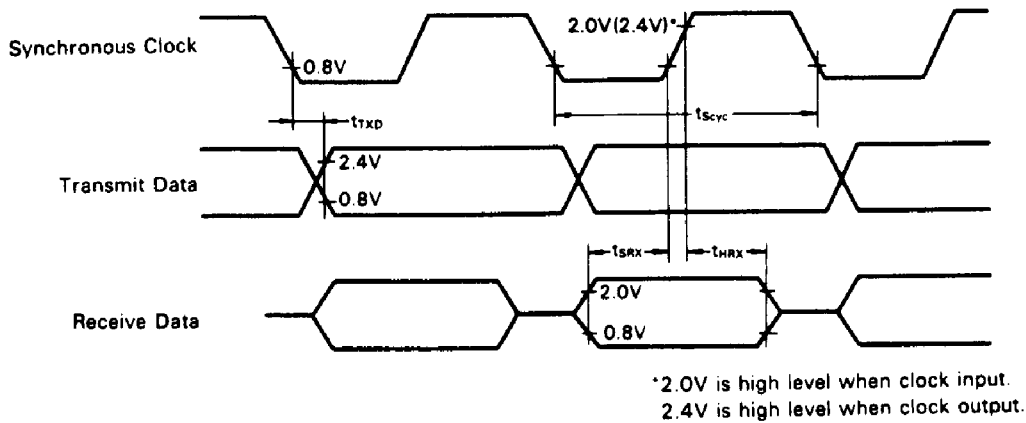 2.0V(2.4V)*
Synchronous Clock
0.8V
tTXD
tScyc
2.4V
Transmit Data
0.8V
tSRX
tHRX
2.0V
Receive Data
0.8V
*2.0V is high level when clock input.
2.4V is high level when clock output.